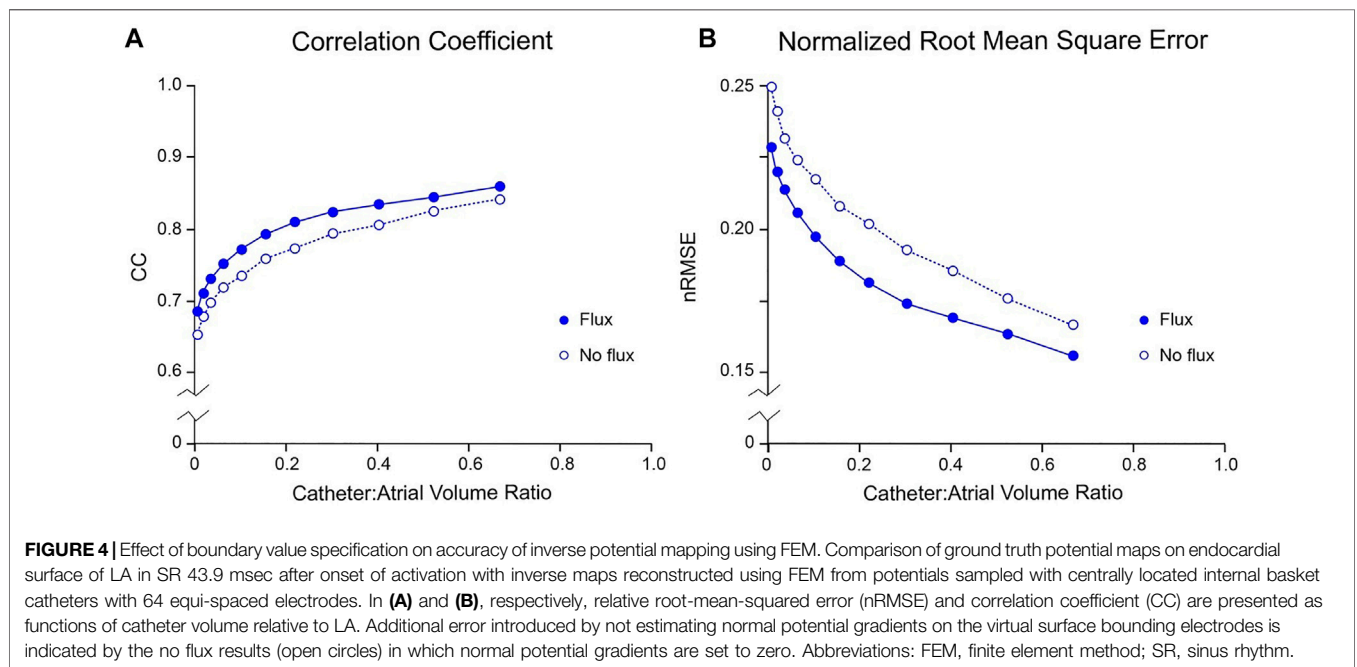 A Correlation Coefficient
1.0
0.9
0.8
0.7
0.6
0
CC
0 0.2 0.4 0.6 0.8 1.0
Catheter:Atrial Volume Ratio
Flux
No flux
B Normalized Root Mean Square Error
0.25
0.20
0.15
0
nRMSE
0 0.2 0.4 0.6 0.8 1.0
Catheter:Atrial Volume Ratio
Flux
No flux
FIGURE 4 | Effect of boundary value specification on accuracy of inverse potential mapping using FEM. Comparison of ground truth potential maps on endocardial
surface of LA in SR 43.9 msec after onset of activation with inverse maps reconstructed using FEM from potentials sampled with centrally located internal basket
catheters with 64 equi-spaced electrodes. In (A) and (B), respectively, relative root-mean-squared error (nRMSE) and correlation coefficient (CC) are presented as
functions of catheter volume relative to LA. Additional error introduced by not estimating normal potential gradients on the virtual surface bounding electrodes is
indicated by the no flux results (open circles) in which normal potential gradients are set to zero. Abbreviations: FEM, finite element method; SR, sinus rhythm.